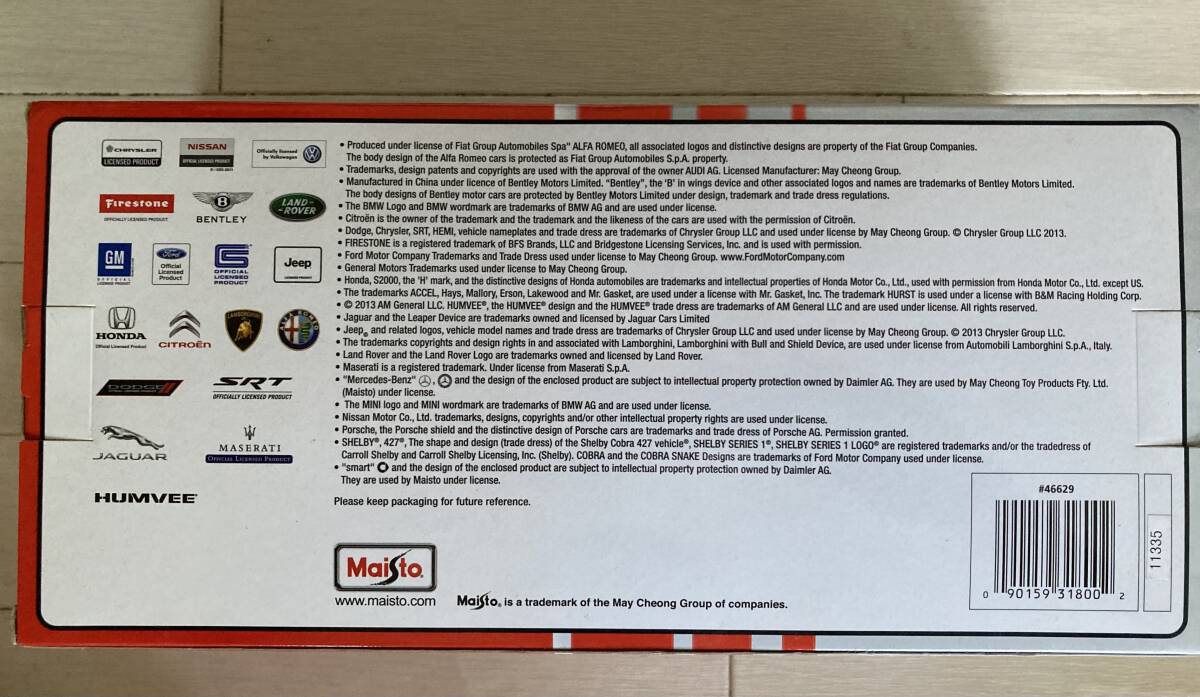 CHRYSLER
LICENSED PRODUCT
NISSAN
OFFICIAL LICENSED PRODUCT
Officially licensed
by Volkswagen
Firestone
OFFICIALLY LICENSED PRODUCT
B
BENTLEY
LAND-
-ROVER
GM
OFFICIAL
LICENSED
PRODUCT
Ford
Official
Licensed
Product
OFFICIAL
LICENSED
PRODUCT
Jeep
LICENSED PRODUCT
HONDA
Official Licensed Product
CITROËN
LAMBORGHINI
ALFA ROMEO
DODGE
SRT
OFFICIALLY LICENSED PRODUCT
JAGUAR
MASERATI
OFFICIAL LICENSED PRODUCT
HUMVEE®
• Produced under license of Fiat Group Automobiles Spa" ALFA ROMEO, all associated logos and distinctive designs are property of the Fiat Group Companies.
The body design of the Alfa Romeo cars is protected as Fiat Group Automobiles S.p.A. property.
• Trademarks, design patents and copyrights are used with the approval of the owner AUDI AG. Licensed Manufacturer: May Cheong Group.
• Manufactured in China under licence of Bentley Motors Limited. "Bentley", the 'B' in wings device and other associated logos and names are trademarks of Bentley Motors Limited.
The body designs of Bentley motor cars are protected by Bentley Motors Limited under design, trademark and trade dress regulations.
• The BMW Logo and BMW wordmark are trademarks of BMW AG and are used under license.
• Citroën is the owner of the trademark and the trademark and the likeness of the cars are used with the permission of Citroën.
• Dodge, Chrysler, SRT, HEMI, vehicle nameplates and trade dress are trademarks of Chrysler Group LLC and used under license by May Cheong Group. © Chrysler Group LLC 2013.
• FIRESTONE is a registered trademark of BFS Brands, LLC and Bridgestone Licensing Services, Inc. and is used with permission.
• Ford Motor Company Trademarks and Trade Dress used under license to May Cheong Group. www.FordMotorCompany.com
• General Motors Trademarks used under license to May Cheong Group.
• Honda, S2000, the 'H' mark, and the distinctive designs of Honda automobiles are trademarks and intellectual properties of Honda Motor Co., Ltd., used with permission from Honda Motor Co., Ltd. except US.
• The trademarks ACCEL, Hays, Mallory, Erson, Lakewood and Mr. Gasket, are used under a license with Mr. Gasket, Inc. The trademark HURST is used under a license with B&M Racing Holding Corp.
• © 2013 AM General LLC. HUMVEE®, the HUMVEE® design and the HUMVEE® trade dress are trademarks of AM General LLC and are used under license. All rights reserved.
• Jaguar and the Leaper Device are trademarks owned and licensed by Jaguar Cars Limited
• Jeep® and related logos, vehicle model names and trade dress are trademarks of Chrysler Group LLC and used under license by May Cheong Group. © 2013 Chrysler Group LLC.
• The trademarks copyrights and design rights in and associated with Lamborghini, Lamborghini with Bull and Shield Device, are used under license from Automobili Lamborghini S.p.A., Italy.
• Land Rover and the Land Rover Logo are trademarks owned and licensed by Land Rover.
• Maserati is a registered trademark. Under license from Maserati S.p.A.
• "Mercedes-Benz" , and the design of the enclosed product are subject to intellectual property protection owned by Daimler AG. They are used by May Cheong Toy Products Fty. Ltd.
(Maisto) under license.
• The MINI logo and MINI wordmark are trademarks of BMW AG and are used under license.
• Nissan Motor Co., Ltd. trademarks, designs, copyrights and/or other intellectual property rights are used under license.
• Porsche, the Porsche shield and the distinctive design of Porsche cars are trademarks and trade dress of Porsche AG. Permission granted.
• SHELBY®, 427®, The shape and design (trade dress) of the Shelby Cobra 427 vehicle®, SHELBY SERIES 1®, SHELBY SERIES 1 LOGO® are registered trademarks and/or the tradedress of
Carroll Shelby and Carroll Shelby Licensing, Inc. (Shelby). COBRA and the COBRA SNAKE Designs are trademarks of Ford Motor Company used under license.
• "smart" and the design of the enclosed product are subject to intellectual property protection owned by Daimler AG.
They are used by Maisto under license.
Please keep packaging for future reference.
Maisto®
www.maisto.com
Maisto® is a trademark of the May Cheong Group of companies.
#46629
0 90159 31800 2
11335